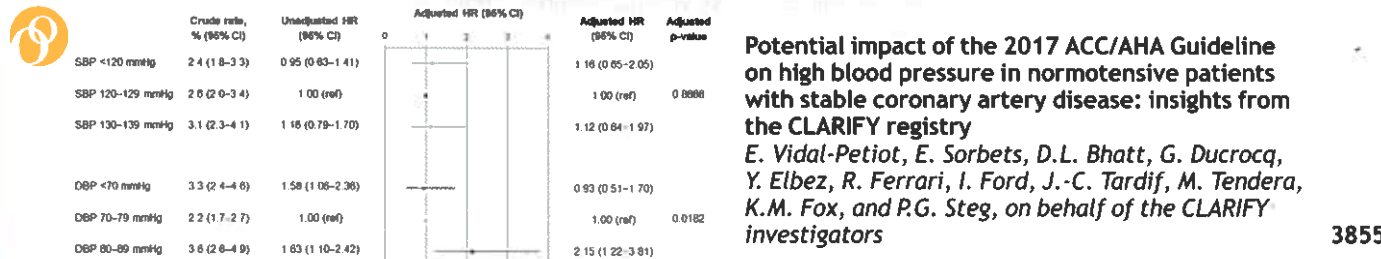 Crude rate, % (95% CI) Unadjusted HR (95% CI) Adjusted HR (95% CI) Adjusted HR (95% CI) Adjusted p-value
0 1 2 3 4
SBP <120 mmHg 2.4 (1.8–3.3) 0.95 (0.63–1.41) 1.16 (0.65–2.05)
SBP 120–129 mmHg 2.6 (2.0–3.4) 1.00 (ref) 1.00 (ref)
SBP 130–139 mmHg 3.1 (2.3–4.1) (0.79–1.70) 1.12 (0.64–1.97)
DBP <70 mmHg 3.3 (2.4–4.6) 1.58 (1.06–2.36) 0.93 (0.51–1.70)
DBP 70–79 mmHg 2.2 (1.7–2.7) 1.00 (ref) 1.00 (ref) 0.0182
DBP 80–89 mmHg 3.6 (2.6–4.9) 1.63 (1.10–2.42) 2.15 (1.22–3.81)
Potential impact of the 2017 ACC/AHA Guideline
on high blood pressure in normotensive patients
with stable coronary artery disease: insights from
the CLARIFY registry
E. Vidal-Petiot, E. Sorbets, D.L. Bhatt, G. Ducrocq,
Y. Elbez, R. Ferrari, I. Ford, J.-C. Tardif, M. Tendera,
K.M. Fox, and P.G. Steg, on behalf of the CLARIFY
investigators 3855